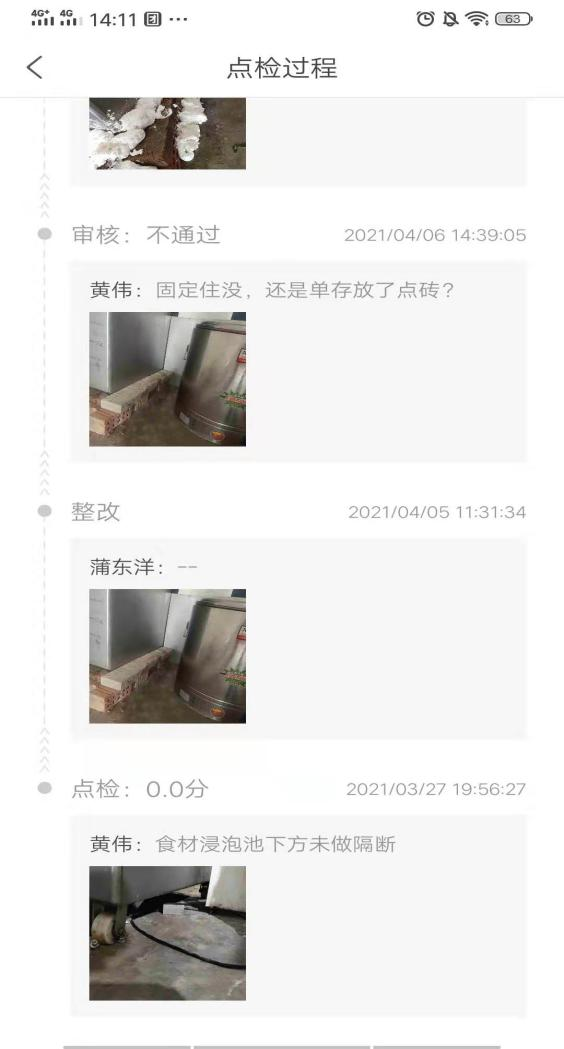 4G+ 4G 14:11 ···
63
点检过程
审核：不通过 2021/04/06 14:39:05
黄伟：固定住没，还是单存放了点砖？
整改 2021/04/05 11:31:34
蒲东洋：--
点检：0.0分 2021/03/27 19:56:27
黄伟：食材浸泡池下方未做隔断